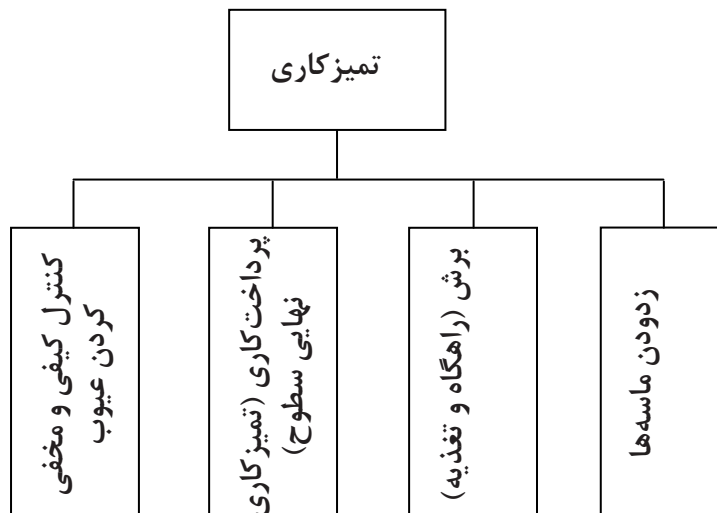 تمیزکاری
زدودن ماسه‌ها
برش (راهگاه و تغذیه)
پرداخت‌کاری (تمیزکاری
نهایی سطوح)
کنترل کیفی و مخفی
کردن عیوب